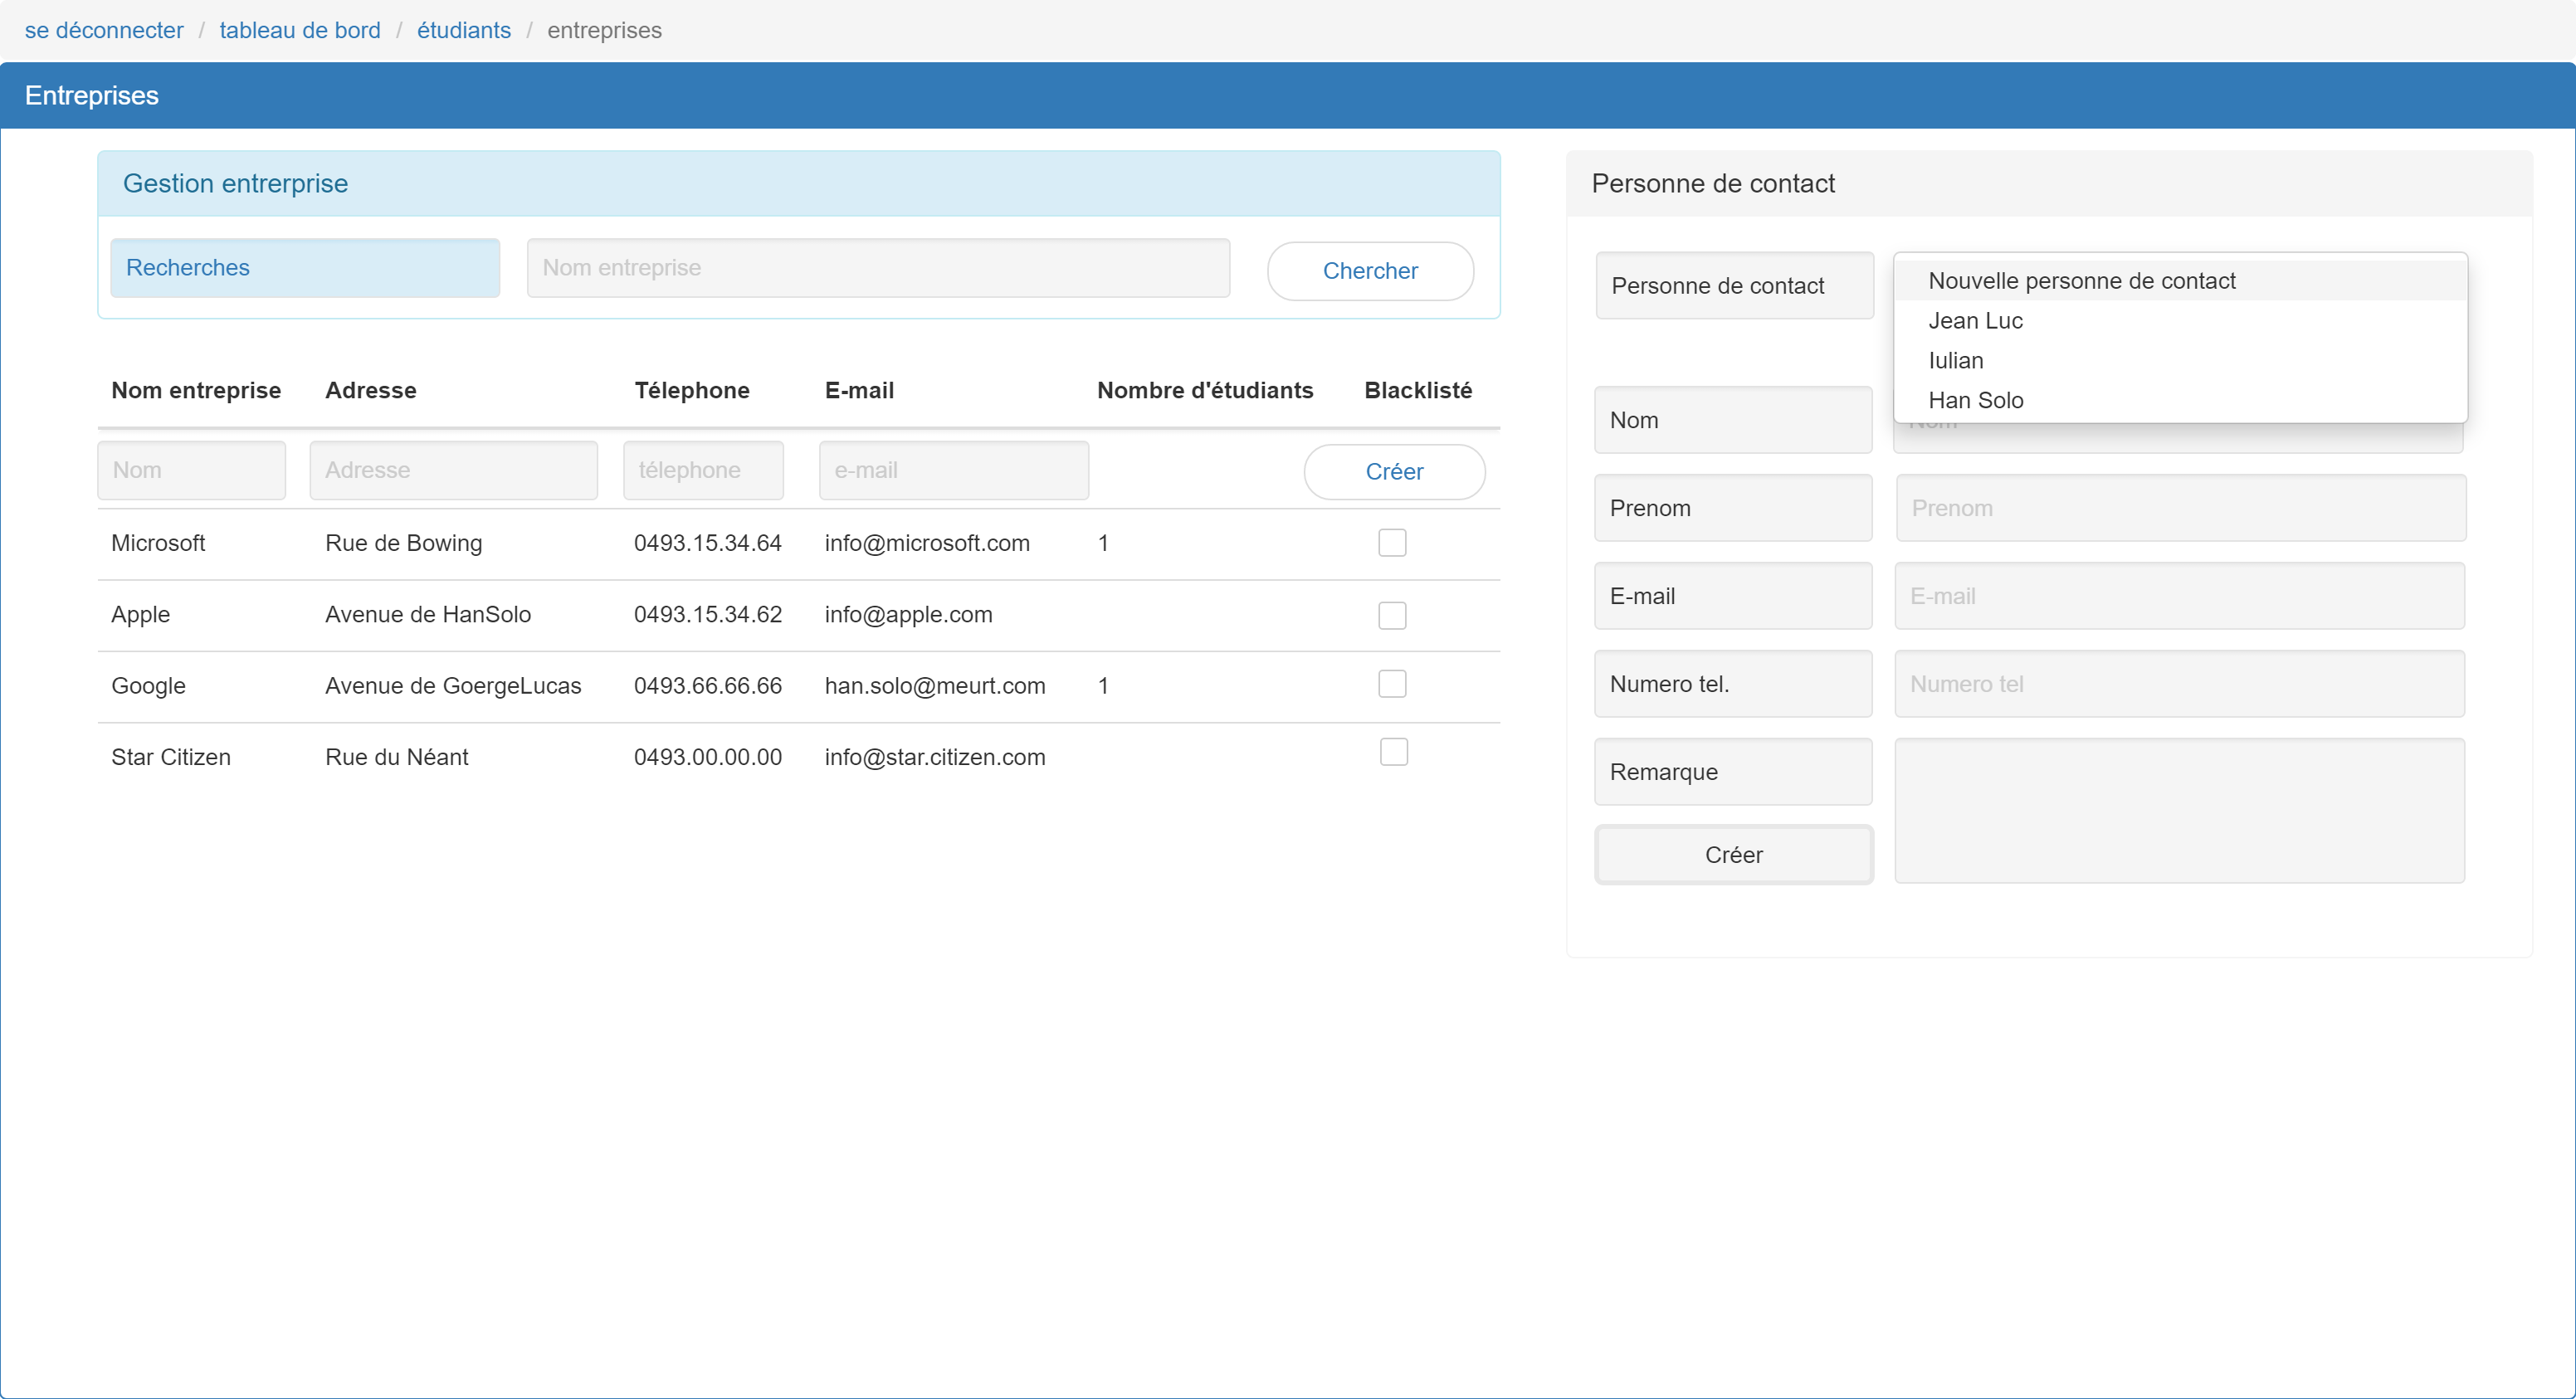 se déconnecter / tableau de bord / étudiants / entreprises
Entreprises
Gestion entrerprise
Recherches
Nom entreprise
Chercher
Nom entreprise Adresse Télephone E-mail Nombre d'étudiants Blacklisté
Nom Adresse télephone e-mail Créer
Microsoft Rue de Bowing 0493.15.34.64 info@microsoft.com 1
Apple Avenue de HanSolo 0493.15.34.62 info@apple.com
Google Avenue de GoergeLucas 0493.66.66.66 han.solo@meurt.com 1
Star Citizen Rue du Néant 0493.00.00.00 info@star.citizen.com
Personne de contact
Personne de contact
Nouvelle personne de contact
Jean Luc
Iulian
Han Solo
Nom Nom
Prenom Prenom
E-mail E-mail
Numero tel. Numero tel
Remarque
Créer